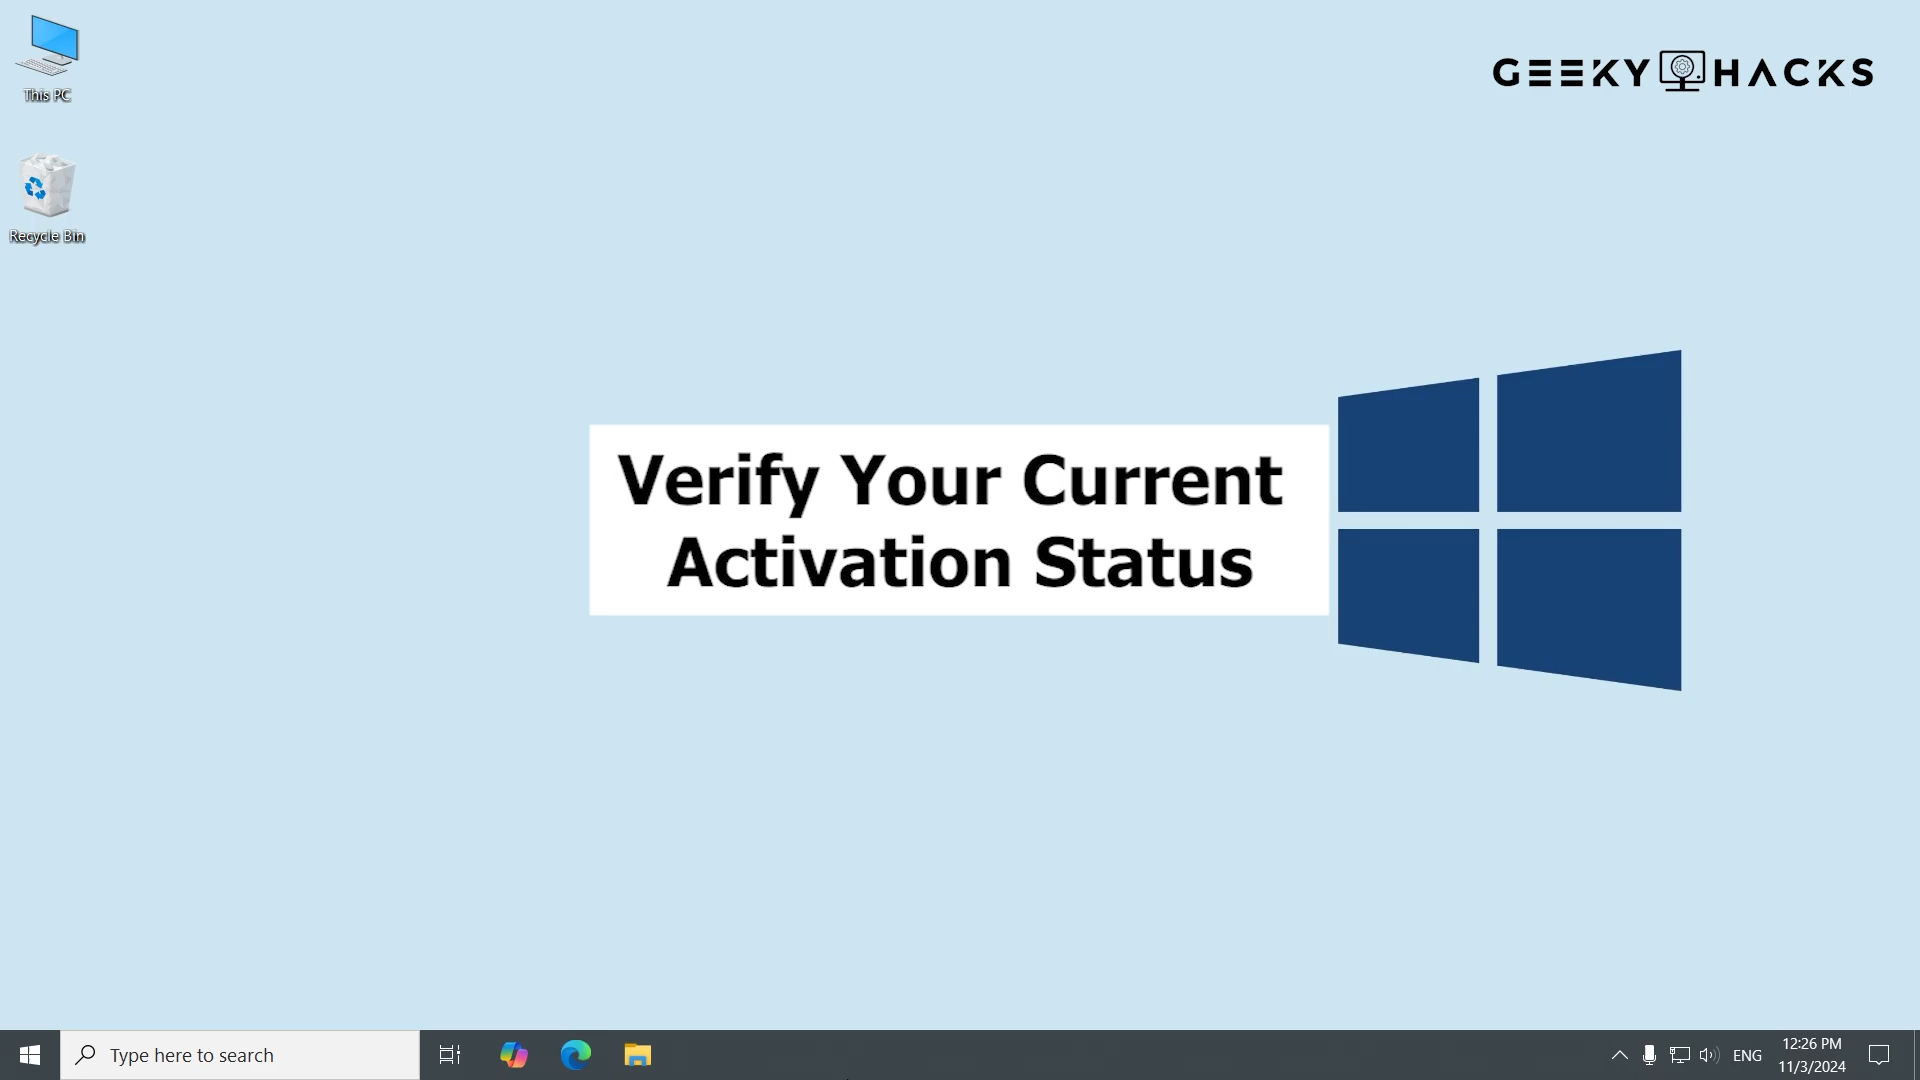 This PC
GEEKY HACKS
Recycle Bin
Verify Your Current
Activation Status
Type here to search
ENG
12:26 PM
11/3/2024